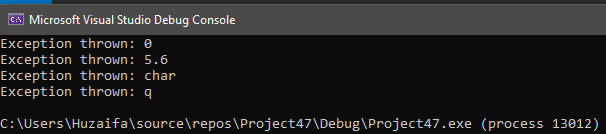 Microsoft Visual Studio Debug Console
Exception thrown: 0
Exception thrown: 5.6
Exception thrown: char
Exception thrown: q
C:\Users\Huzaifa\source\repos\Project47\Debug\Project47.exe (process 13012)